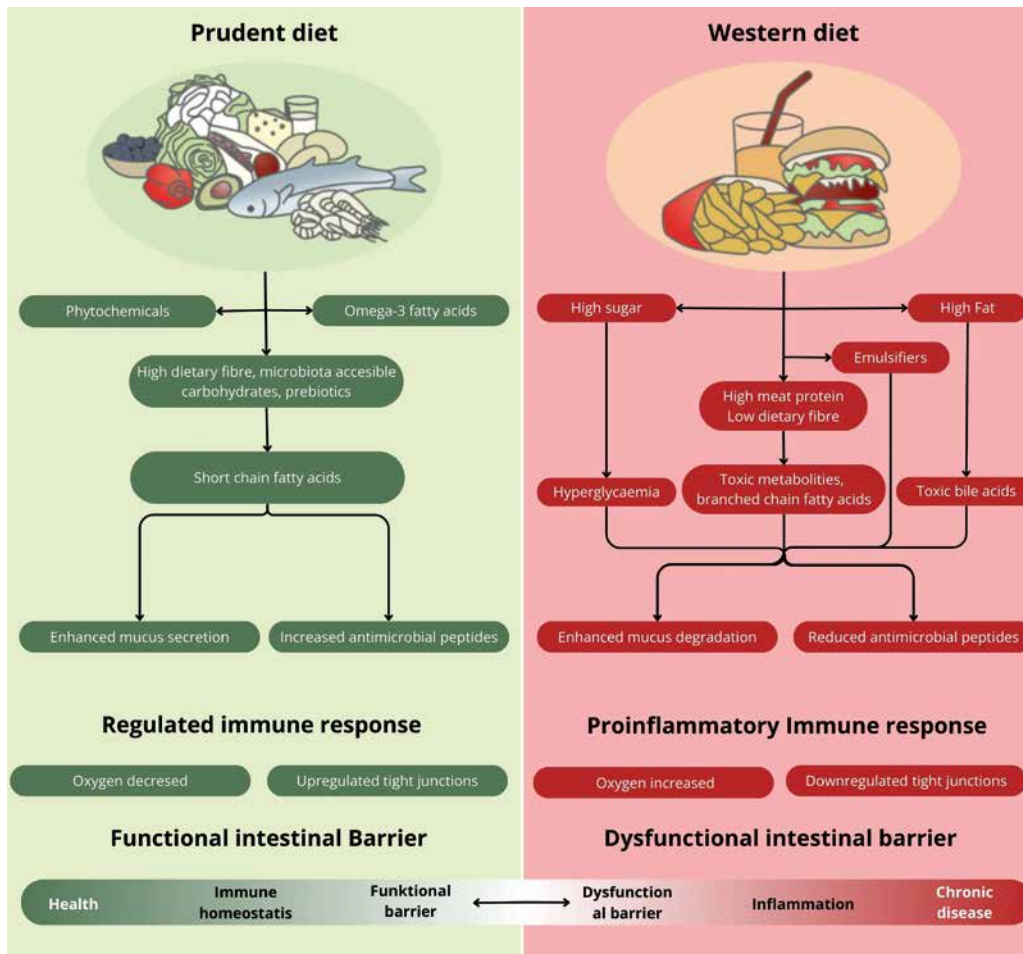 Prudent diet
Western diet
Phytochemicals
Omega-3 fatty acids
High dietary fibre, microbiota accesible
carbohydrates, prebiotics
Short chain fatty acids
Enhanced mucus secretion
Increased antimicrobial peptides
Regulated immune response
Oxygen decresed
Upregulated tight junctions
Functional intestinal Barrier
High sugar
High Fat
Emulsifiers
High meat protein
Low dietary fibre
Hyperglycaemia
Toxic metabolities,
branched chain fatty acids
Toxic bile acids
Enhanced mucus degradation
Reduced antimicrobial peptides
Proinflammatory Immune response
Oxygen increased
Downregulated tight junctions
Dysfunctional intestinal barrier
Health
Immune
homeostatis
Funktional
barrier
Dysfunction
al barrier
Inflammation
Chronic
disease